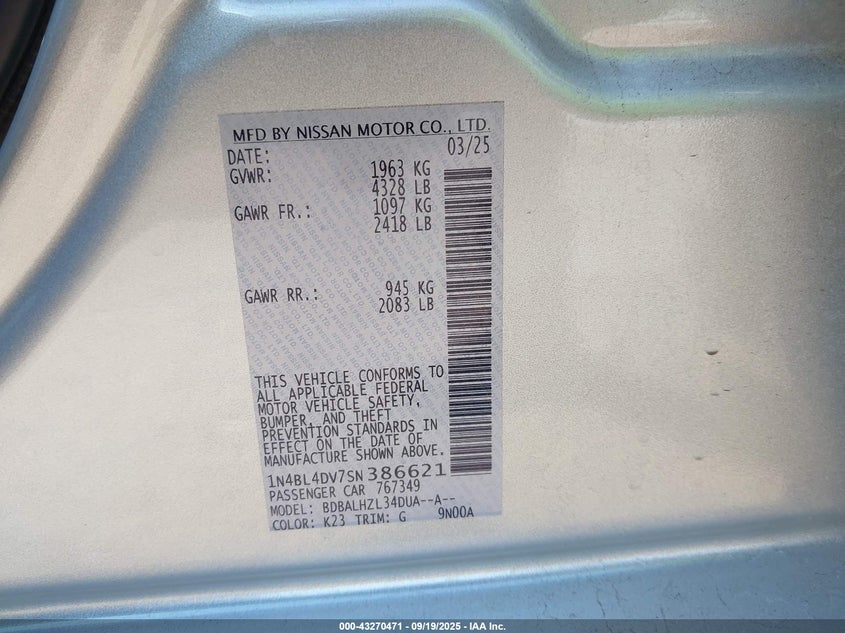 MFD BY NISSAN MOTOR CO., LTD.
DATE: 03/25
GVWR: 1963 KG
4328 LB
GAWR FR.: 1097 KG
2418 LB
GAWR RR.: 945 KG
2083 LB
THIS VEHICLE CONFORMS TO
ALL APPLICABLE FEDERAL
MOTOR VEHICLE SAFETY,
BUMPER, AND THEFT
PREVENTION STANDARDS IN
EFFECT ON THE DATE OF
MANUFACTURE SHOWN ABOVE.
1N4BL4DV7SN386621
PASSENGER CAR 767349
MODEL: BDBALHZL34DUA--A--
COLOR: K23 TRIM: G 9N00A
000-43270471 - 09/19/2025 - IAA Inc.